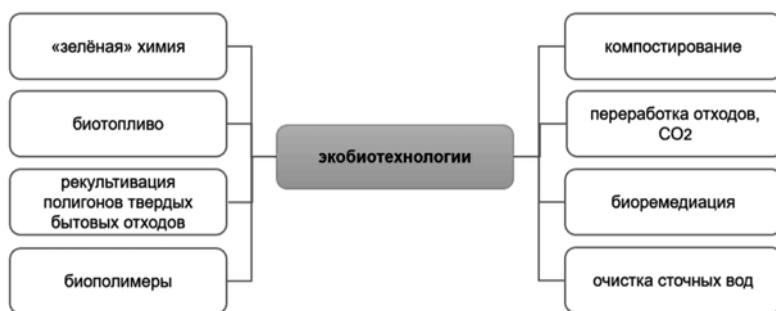 «зелёная» химия
биотопливо
рекультивация
полигонов твердых
бытовых отходов
биополимеры
экобиотехнологии
компостирование
переработка отходов,
CO2
биоремедиация
очистка сточных вод